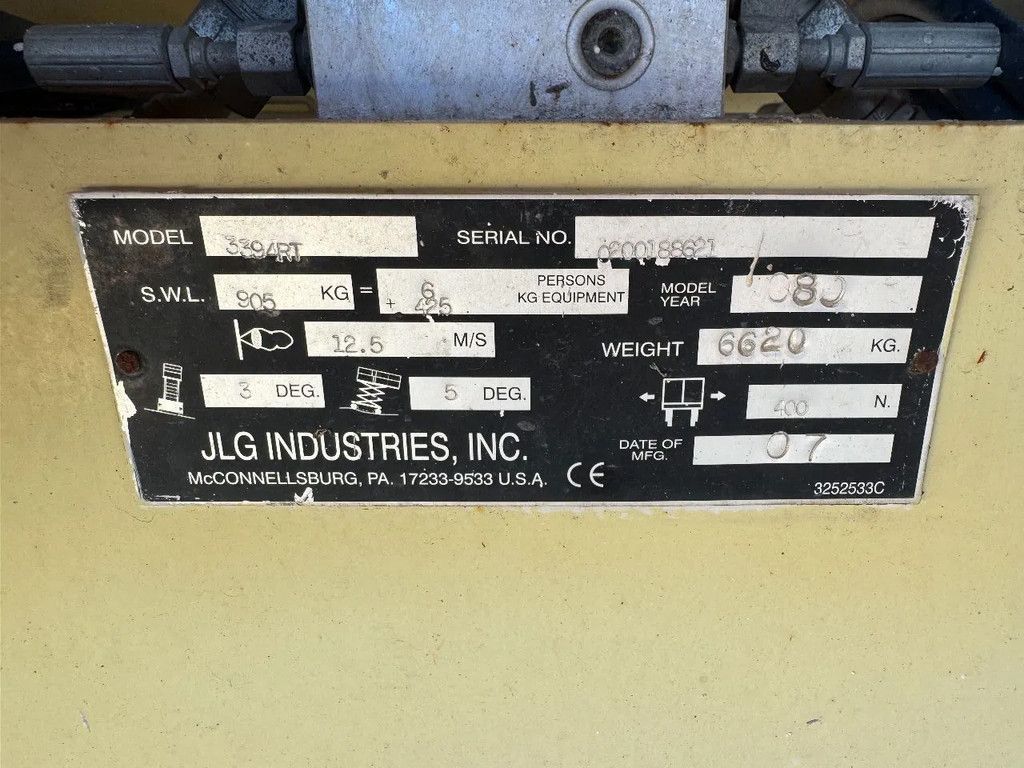 MODEL 3394RT SERIAL NO. 0200188621
S.W.L. 905 KG = 6 PERSONS
+ 425 KG EQUIPMENT
MODEL YEAR 080
12.5 M/S
WEIGHT 6620 KG.
3 DEG. 5 DEG.
400 N.
JLG INDUSTRIES, INC.
DATE OF MFG. 07
McCONNELLSBURG, PA. 17233-9533 U.S.A. CE
3252533C